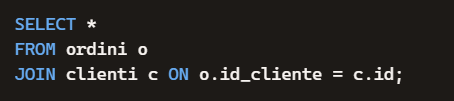 SELECT *
FROM ordini o
JOIN clienti c ON o.id_cliente = c.id;